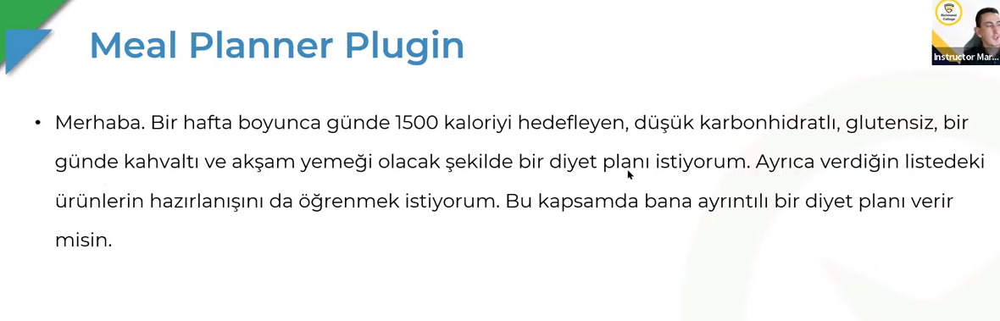 Meal Planner Plugin
Richmond
College
Instructor Mar...
• Merhaba. Bir hafta boyunca günde 1500 kaloriyi hedefleyen, düşük karbonhidratlı, glutensiz, bir
günde kahvaltı ve akşam yemeği olacak şekilde bir diyet planı istiyorum. Ayrıca verdiğin listedeki
ürünlerin hazırlanışını da öğrenmek istiyorum. Bu kapsamda bana ayrıntılı bir diyet planı verir
misin.